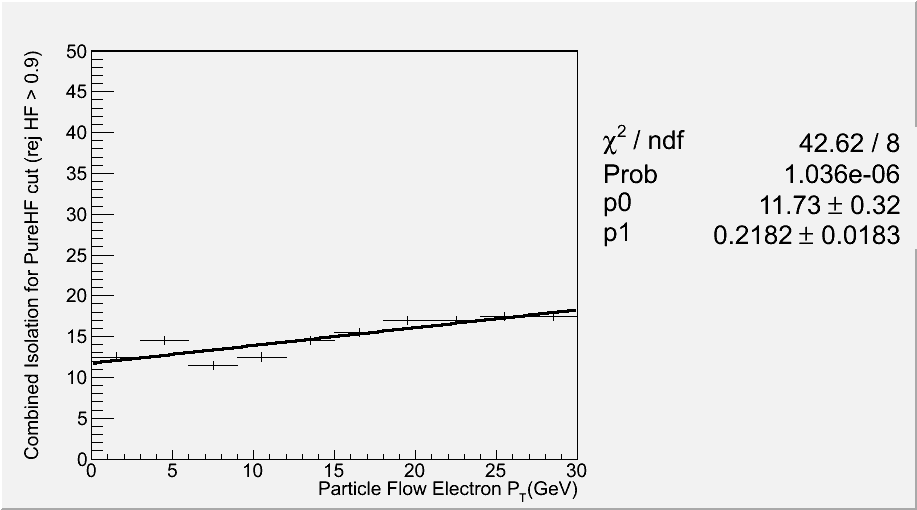 Combined Isolation for PureHF cut (rej HF > 0.9)
50
45
40
35
30
25
20
15
10
5
0
0 5 10 15 20 25 30
Particle Flow Electron P_T(GeV)
χ² / ndf 42.62 / 8
Prob 1.036e-06
p0 11.73 ± 0.32
p1 0.2182 ± 0.0183